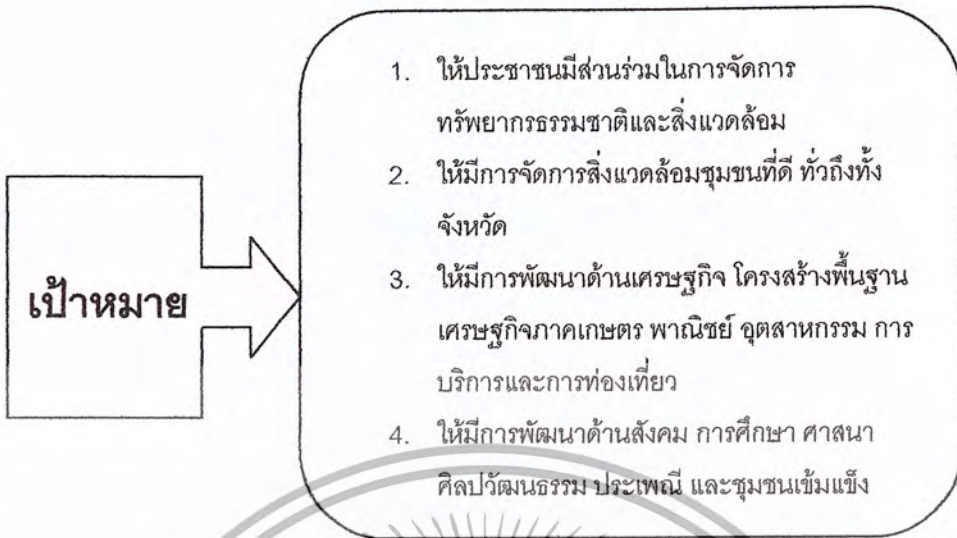 เป้าหมาย
1. ให้ประชาชนมีส่วนร่วมในการจัดการ
ทรัพยากรธรรมชาติและสิ่งแวดล้อม
2. ให้มีการจัดการสิ่งแวดล้อมชุมชนที่ดี ทั่วถึงทั้ง
จังหวัด
3. ให้มีการพัฒนาด้านเศรษฐกิจ โครงสร้างพื้นฐาน
เศรษฐกิจภาคเกษตร พาณิชย์ อุตสาหกรรม การ
บริการและการท่องเที่ยว
4. ให้มีการพัฒนาด้านสังคม การศึกษา ศาสนา
ศิลปวัฒนธรรม ประเพณี และชุมชนเข้มแข็ง